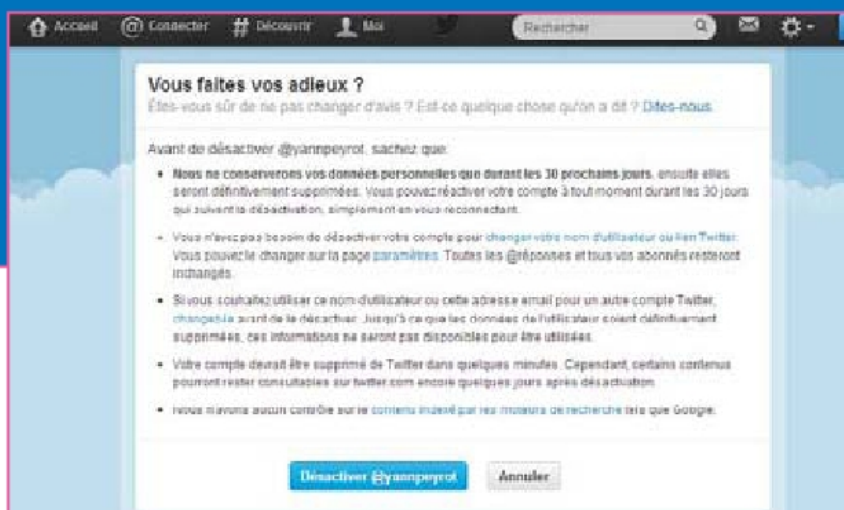 Accueil @ Connecter # Découvrir Moi Rechercher
Vous faites vos adieux ?
Êtes-vous sûr de ne pas changer d'avis ? Est-ce quelque chose qu'on a dit ? Dites-nous.
Avant de désactiver @yannpeyrot, sachez que:
• Nous ne conserverons vos données personnelles que durant les 30 prochains jours, ensuite elles
seront définitivement supprimées. Vous pouvez réactiver votre compte à tout moment durant les 30 jours
qui suivent la désactivation, simplement en vous reconnectant.
• Vous n'avez pas besoin de désactiver votre compte pour changer votre nom d'utilisateur ou lien Twitter.
Vous pouvez le changer sur la page paramètres. Toutes les @réponses et tous vos abonnés resteront
inchangés.
• Si vous souhaitez utiliser ce nom d'utilisateur ou cette adresse email pour un autre compte Twitter,
changez-la avant de le désactiver. Jusqu'à ce que les données de l'utilisateur soient définitivement
supprimées, ces informations ne seront pas disponibles pour être utilisées.
• Votre compte devrait être supprimé de Twitter dans quelques minutes. Cependant, certains contenus
pourront rester consultables sur twitter.com encore quelques jours après désactivation.
• Nous n'avons aucun contrôle sur le contenu indexé par les moteurs de recherche tels que Google.
Désactiver @yannpeyrot Annuler